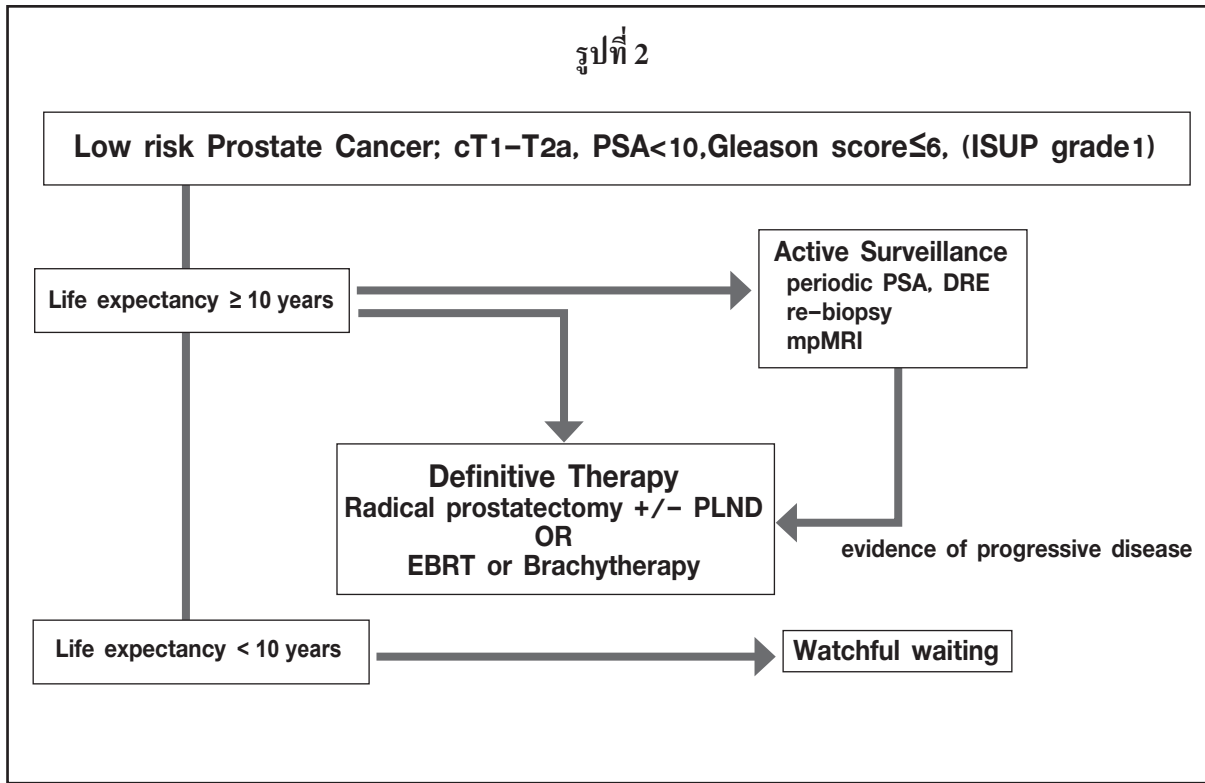 รูปที่ 2
Low risk Prostate Cancer; cT1-T2a, PSA<10,Gleason score≤6, (ISUP grade1)
Life expectancy ≥ 10 years
Active Surveillance
periodic PSA, DRE
re-biopsy
mpMRI
Definitive Therapy
Radical prostatectomy +/- PLND
OR
EBRT or Brachytherapy
evidence of progressive disease
Life expectancy < 10 years
Watchful waiting